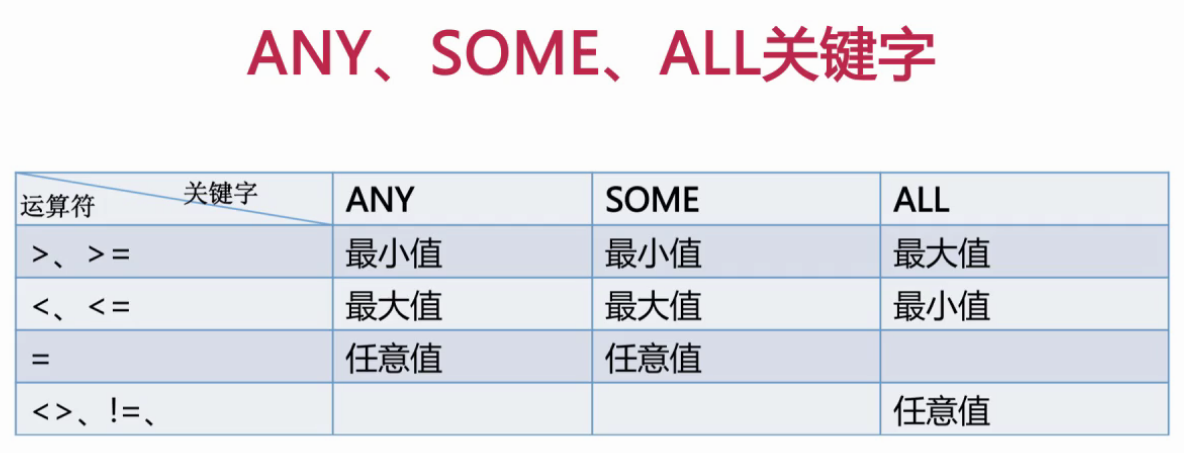 ANY、SOME、ALL关键字
运算符 关键字 ANY SOME ALL
>、>= 最小值 最小值 最大值
<、<= 最大值 最大值 最小值
= 任意值 任意值
<>、!=、 任意值